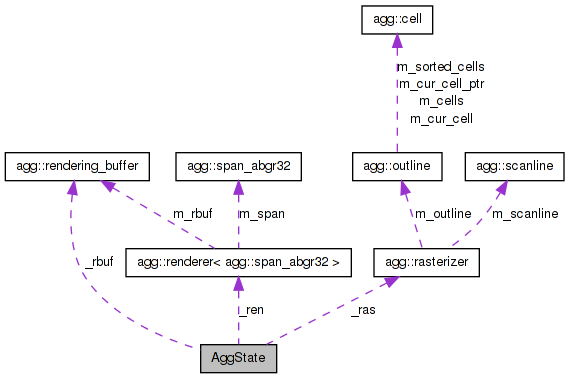 agg::cell
m_sorted_cells
m_cur_cell_ptr
m_cells
m_cur_cell
agg::rendering_buffer
agg::span_abgr32
agg::outline
agg::scanline
m_rbuf
m_span
m_outline
m_scanline
_rbuf
agg::renderer< agg::span_abgr32 >
agg::rasterizer
_ren
_ras
AggState